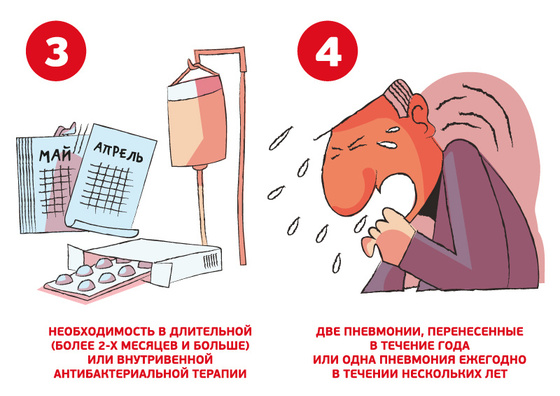 3
МАЙ
АПРЕЛЬ
НЕОБХОДИМОСТЬ В ДЛИТЕЛЬНОЙ
(БОЛЕЕ 2-Х МЕСЯЦЕВ И БОЛЬШЕ)
ИЛИ ВНУТРИВЕННОЙ
АНТИБАКТЕРИАЛЬНОЙ ТЕРАПИИ
4
ДВЕ ПНЕВМОНИИ, ПЕРЕНЕСЕННЫЕ
В ТЕЧЕНИЕ ГОДА
ИЛИ ОДНА ПНЕВМОНИЯ ЕЖЕГОДНО
В ТЕЧЕНИИ НЕСКОЛЬКИХ ЛЕТ